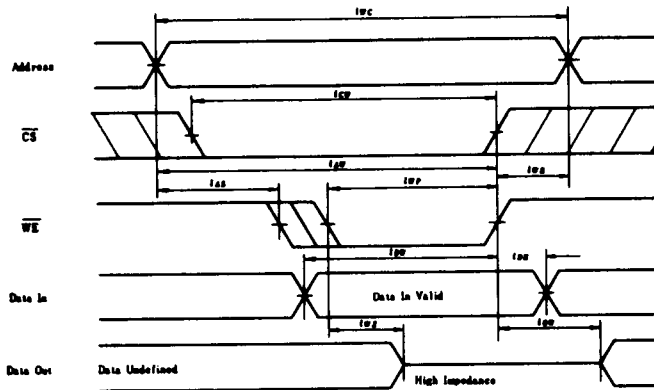 tWC
Address
tCW
CS
tAW
tWR
tAS
tWP
WE
tDW
tDH
Data In
Data In Valid
tWZ
tOW
Data Out
Data Undefined
High Impedance